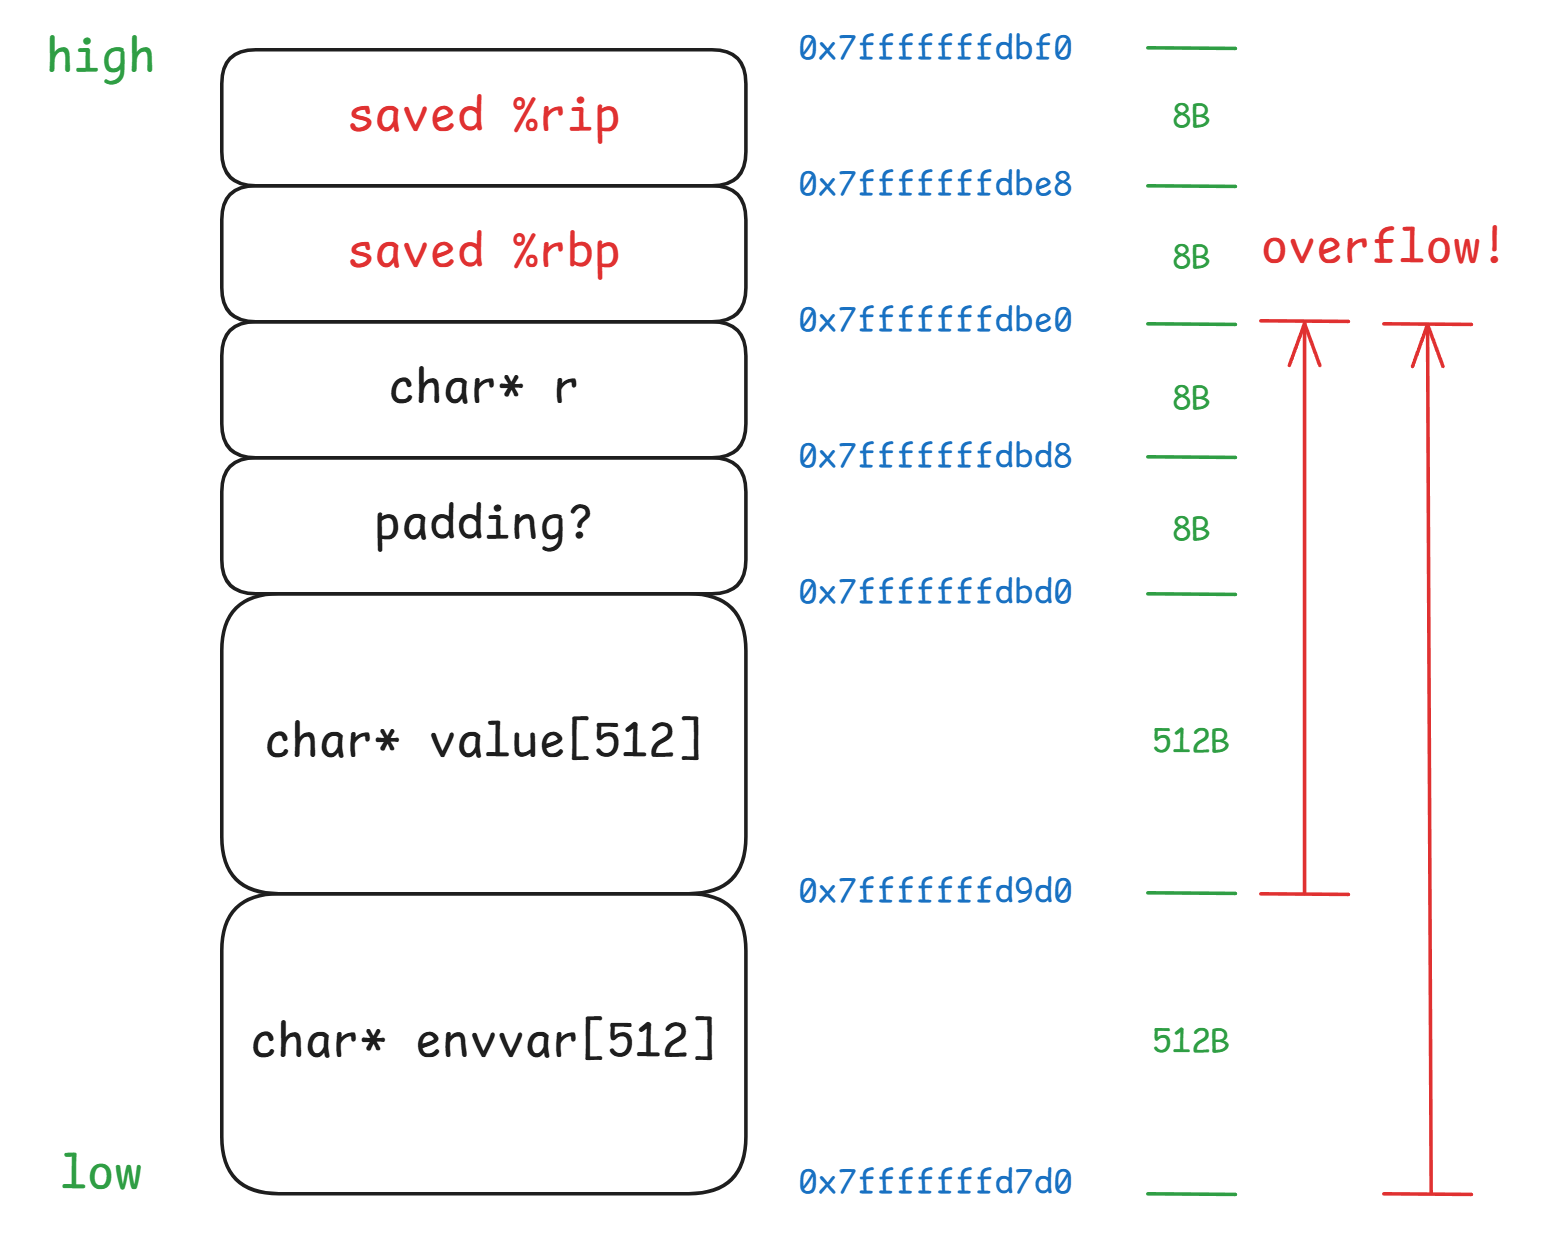 high
0x7fffffffdbf0
saved %rip
8B
0x7fffffffdbe8
saved %rbp
8B
overflow!
0x7fffffffdbe0
char* r
8B
0x7fffffffdbd8
padding?
8B
0x7fffffffdbd0
char* value[512]
512B
0x7fffffffd9d0
char* envvar[512]
512B
low
0x7fffffffd7d0